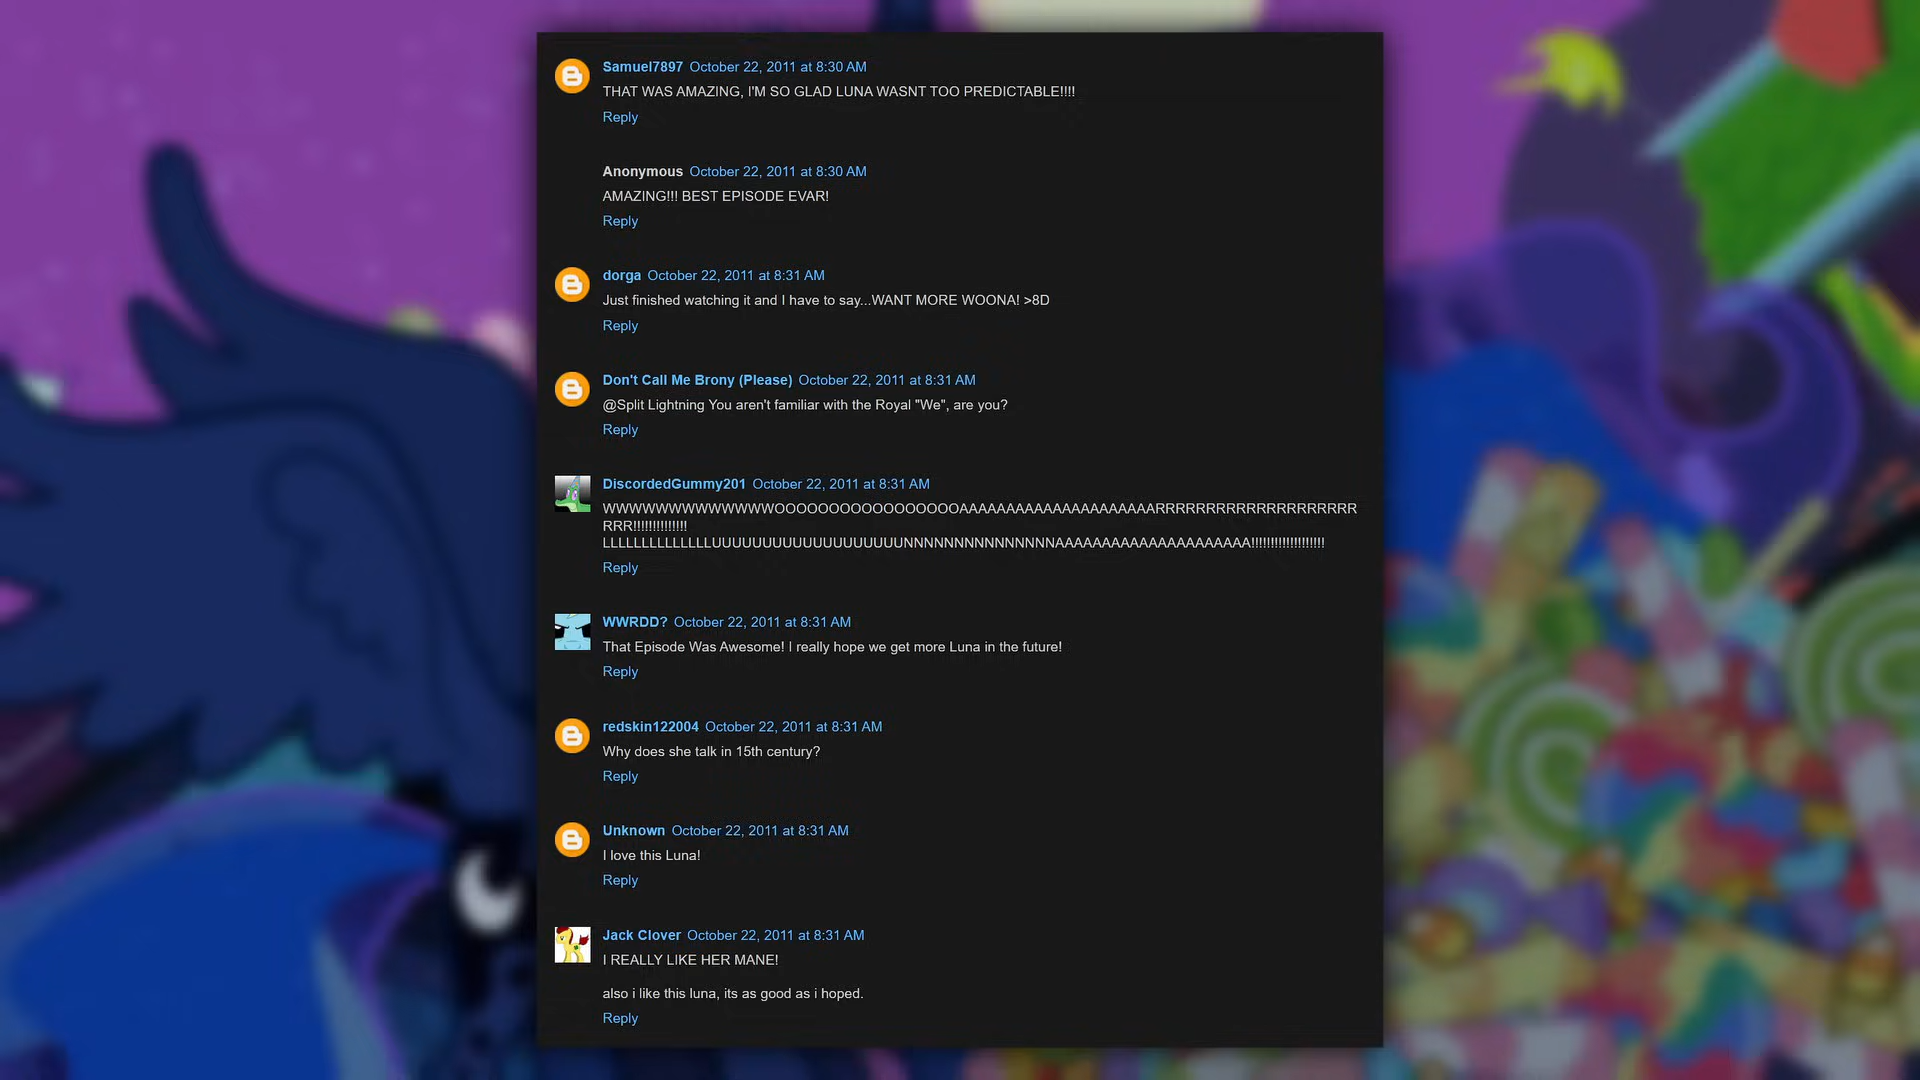 Samuel7897 October 22, 2011 at 8:30 AM
THAT WAS AMAZING, I'M SO GLAD LUNA WASNT TOO PREDICTABLE!!!!
Reply
Anonymous October 22, 2011 at 8:30 AM
AMAZING!!! BEST EPISODE EVAR!
Reply
dorga October 22, 2011 at 8:31 AM
Just finished watching it and I have to say...WANT MORE WOONA! >8D
Reply
Don't Call Me Brony (Please) October 22, 2011 at 8:31 AM
@Split Lightning You aren't familiar with the Royal "We", are you?
Reply
DiscordedGummy201 October 22, 2011 at 8:31 AM
WWWWWWWWWWWWWOOOOOOOOOOOOOOOOOAAAAAAAAAAAAAAAAAAAAARRRRRRRRRRRRRRRRRRRR
RRR!!!!!!!!!!!!!!
LLLLLLLLLLLLLLUUUUUUUUUUUUUUUUUUUNNNNNNNNNNNNNNNAAAAAAAAAAAAAAAAAAAAA!!!!!!!!!!!!!!!!!!!
Reply
WWRDD? October 22, 2011 at 8:31 AM
That Episode Was Awesome! I really hope we get more Luna in the future!
Reply
redskin122004 October 22, 2011 at 8:31 AM
Why does she talk in 15th century?
Reply
Unknown October 22, 2011 at 8:31 AM
I love this Luna!
Reply
Jack Clover October 22, 2011 at 8:31 AM
I REALLY LIKE HER MANE!
also i like this luna, its as good as i hoped.
Reply